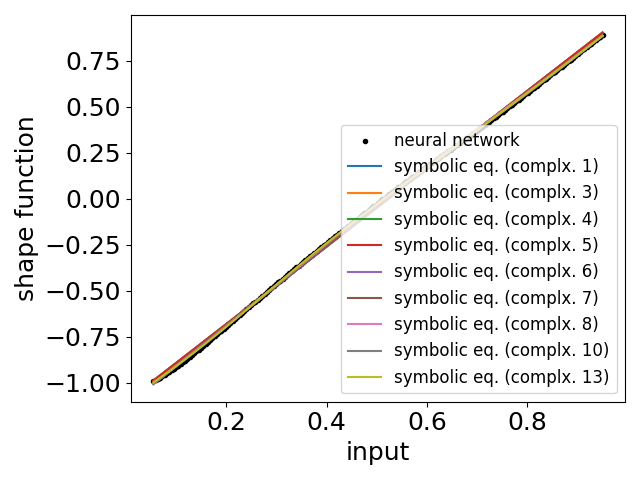 shape function
0.75
0.50
0.25
0.00
−0.25
−0.50
−0.75
−1.00
neural network
symbolic eq. (complx. 1)
symbolic eq. (complx. 3)
symbolic eq. (complx. 4)
symbolic eq. (complx. 5)
symbolic eq. (complx. 6)
symbolic eq. (complx. 7)
symbolic eq. (complx. 8)
symbolic eq. (complx. 10)
symbolic eq. (complx. 13)
0.2 0.4 0.6 0.8
input